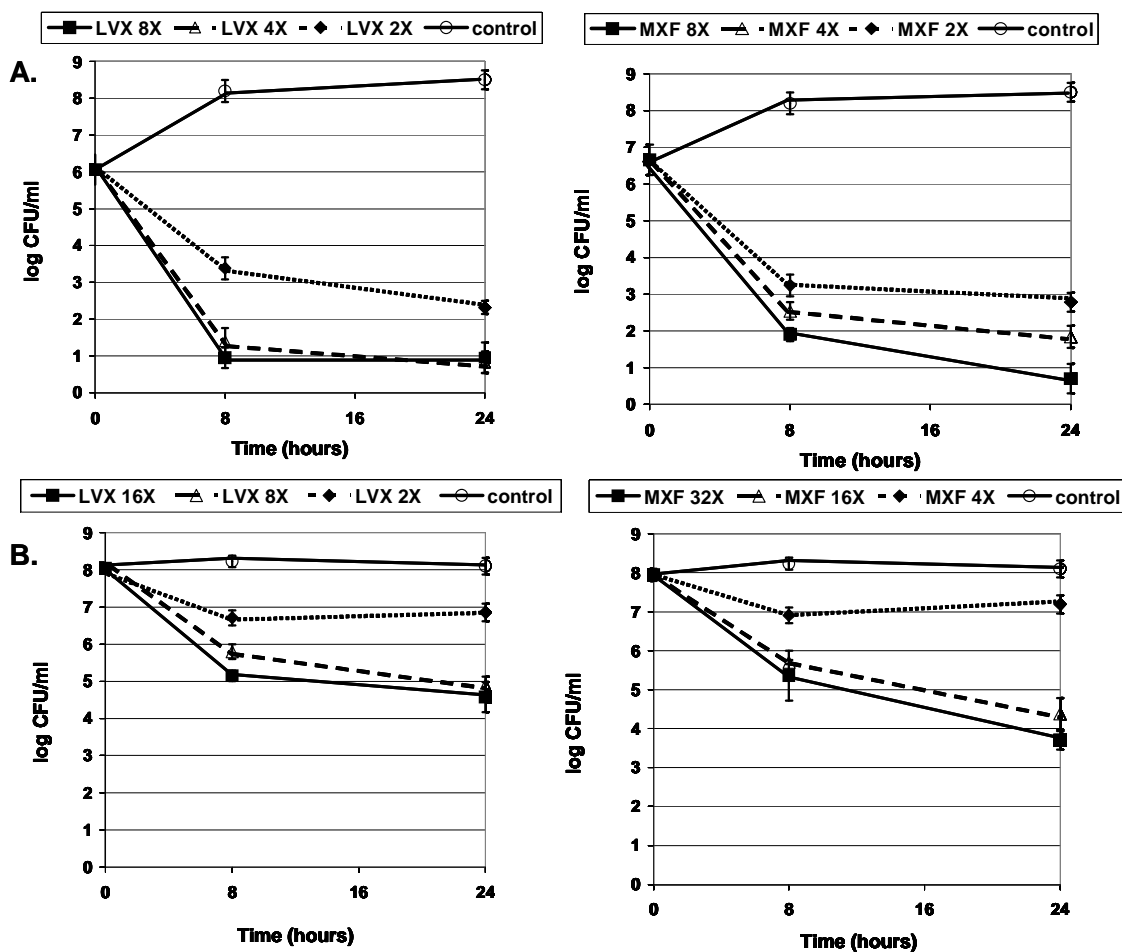 LVX 8X LVX 4X LVX 2X control
MXF 8X MXF 4X MXF 2X control
A.
9
8
7
6
5
4
3
2
1
0
log CFU/ml
0 8 16 24
Time (hours)
9
8
7
6
5
4
3
2
1
0
log CFU/ml
0 8 16 24
Time (hours)
LVX 16X LVX 8X LVX 2X control
MXF 32X MXF 16X MXF 4X control
B.
9
8
7
6
5
4
3
2
1
0
log CFU/ml
0 8 16 24
Time (hours)
9
8
7
6
5
4
3
2
1
0
log CFU/ml
0 8 16 24
Time (hours)